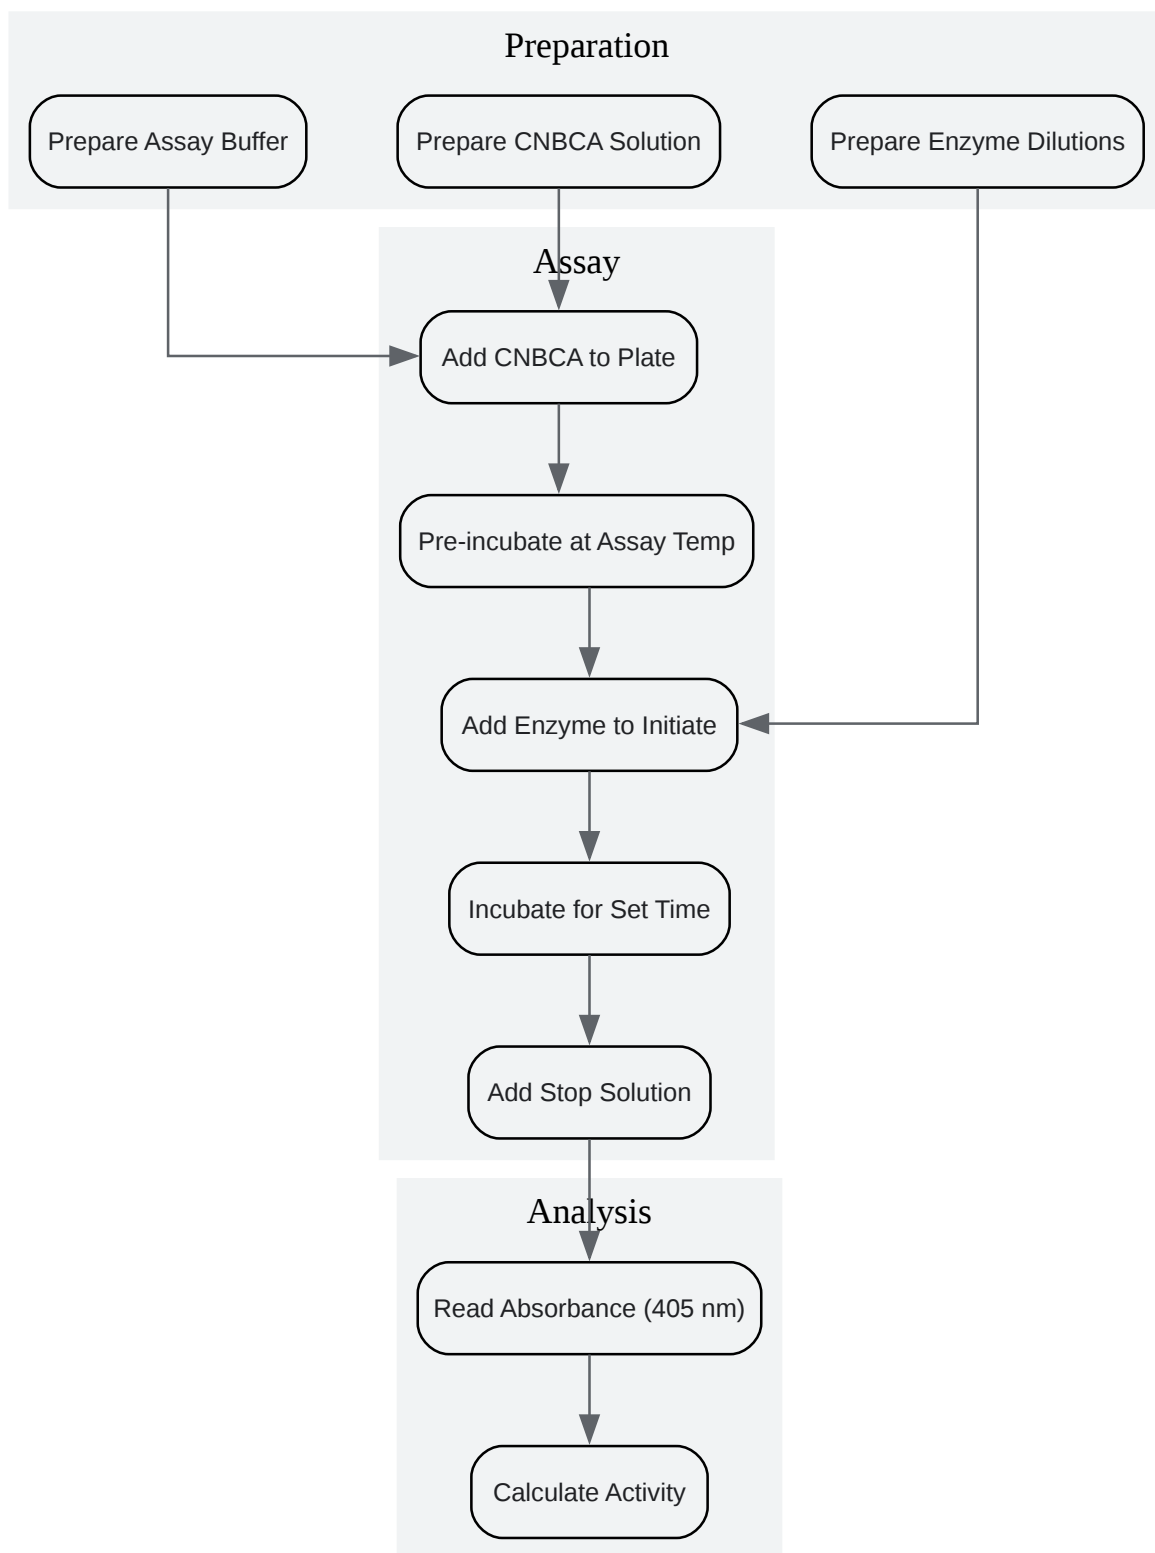 Preparation
Prepare Assay Buffer
Prepare CNBCA Solution
Prepare Enzyme Dilutions
Assay
Add CNBCA to Plate
Pre-incubate at Assay Temp
Add Enzyme to Initiate
Incubate for Set Time
Add Stop Solution
Analysis
Read Absorbance (405 nm)
Calculate Activity